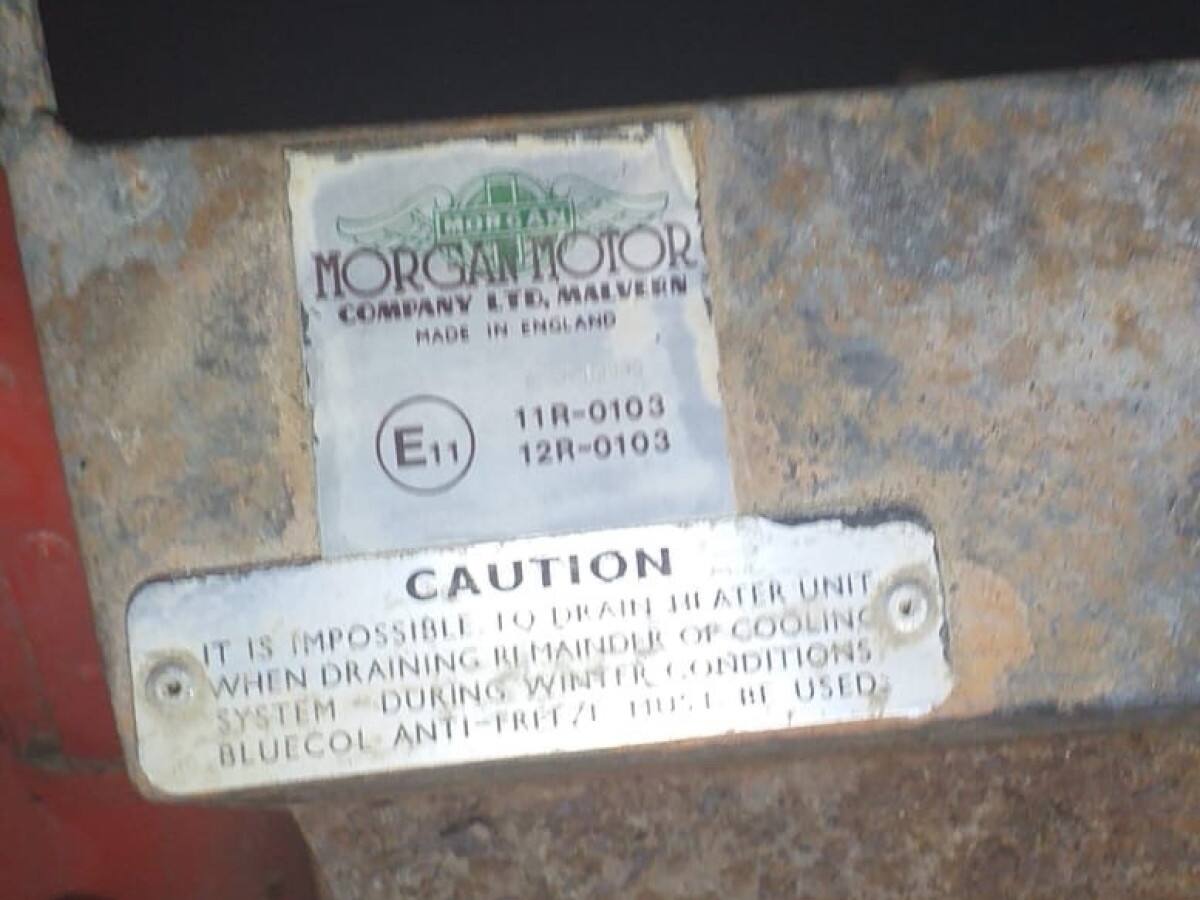 MORGAN
MORGAN MOTOR
COMPANY LTD, MALVERN
MADE IN ENGLAND
E11
11R-0103
12R-0103
CAUTION
IT IS IMPOSSIBLE TO DRAIN HEATER UNIT
WHEN DRAINING REMAINDER OF COOLING
SYSTEM - DURING WINTER CONDITIONS
BLUECOL ANTI-FREEZE MUST BE USED.